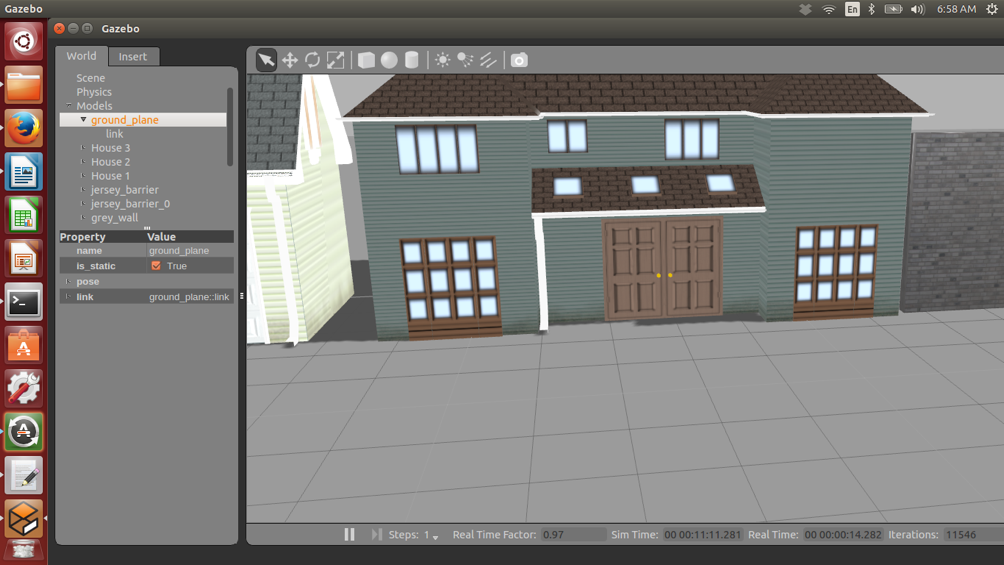 Gazebo
En
6:58 AM
Gazebo
World
Insert
Scene
Physics
Models
ground_plane
link
House 3
House 2
House 1
jersey_barrier
jersey_barrier_0
grey_wall
Property Value
name ground_plane
is_static True
pose
link ground_plane::link
Steps: 1 Real Time Factor: 0.97 Sim Time: 00 00:11:11.281 Real Time: 00 00:00:14.282 Iterations: 11546